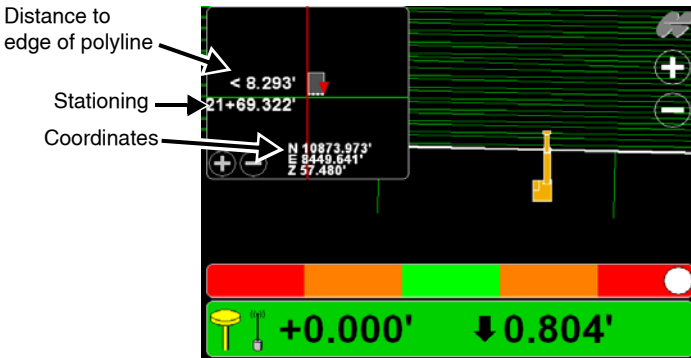 Distance to
edge of polyline
Stationing
Coordinates
< 8.293'
21+69.322'
N 10873.973'
E 8449.641'
Z 57.480'
+0.000' 0.804'